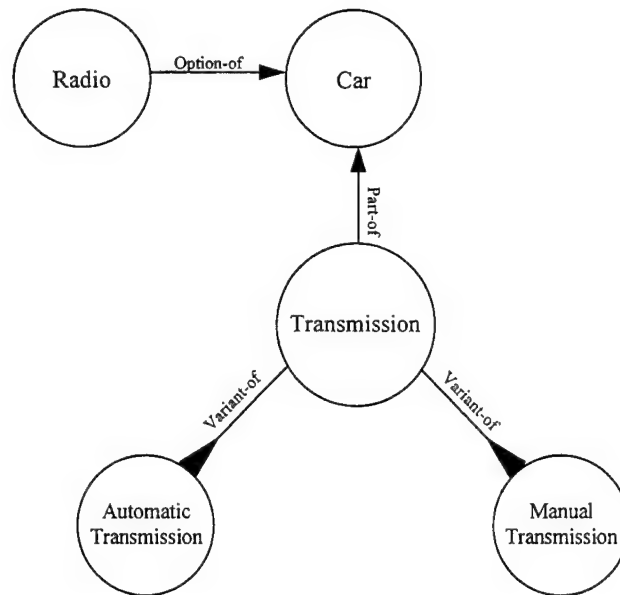 Radio
Option-of
Car
Part-of
Transmission
Variant-of
Variant-of
Automatic
Transmission
Manual
Transmission